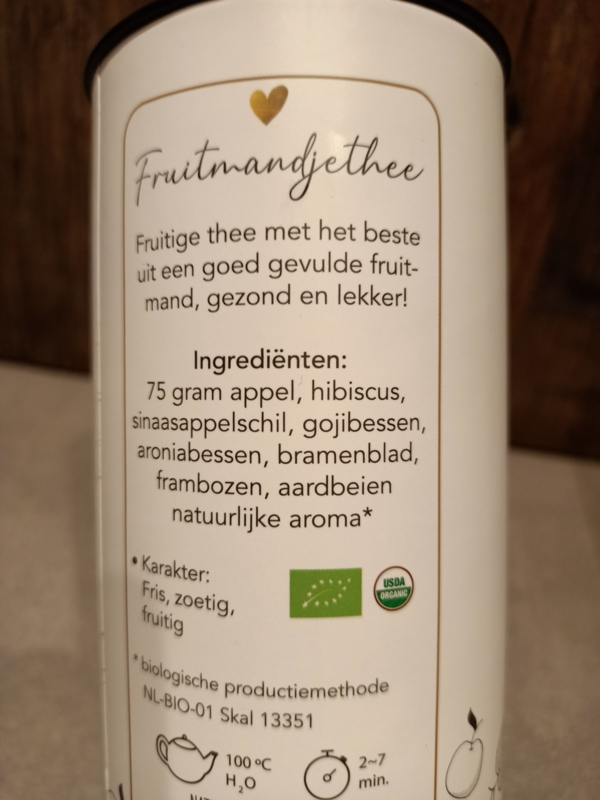 Fruitmandjethee
Fruitige thee met het beste
uit een goed gevulde fruit-
mand, gezond en lekker!
Ingrediënten:
75 gram appel, hibiscus,
sinaasappelschil, gojibessen,
aroniabessen, bramenblad,
frambozen, aardbeien
natuurlijke aroma*
• Karakter:
Fris, zoetig,
fruitig
USDA
ORGANIC
*biologische productiemethode
NL-BIO-01 Skal 13351
100 ºC
H₂O
2~7
min.